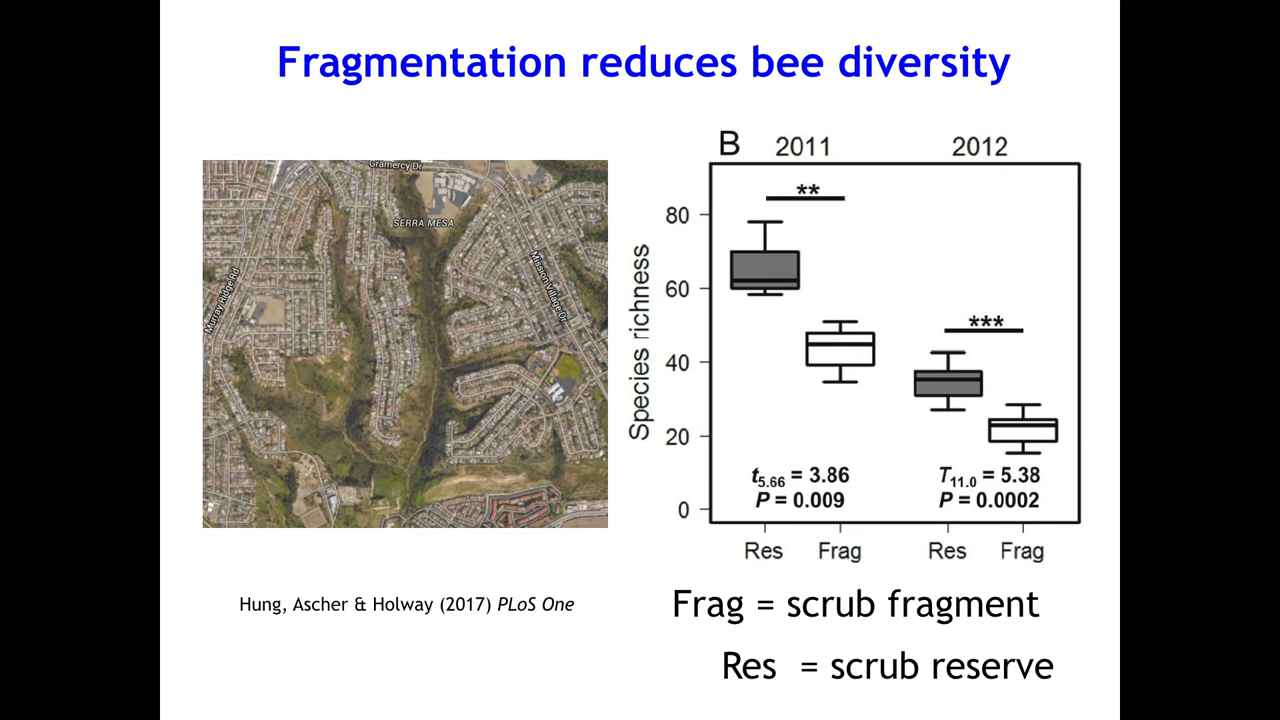 Fragmentation reduces bee diversity
Gramercy Dr
SERRA MESA
Murray Ridge Rd
Mission Village Dr
B
2011
2012
**
***
Species richness
80
60
40
20
0
t5.66 = 3.86
P = 0.009
T11.0 = 5.38
P = 0.0002
Res
Frag
Res
Frag
Hung, Ascher & Holway (2017) PLoS One
Frag = scrub fragment
Res = scrub reserve